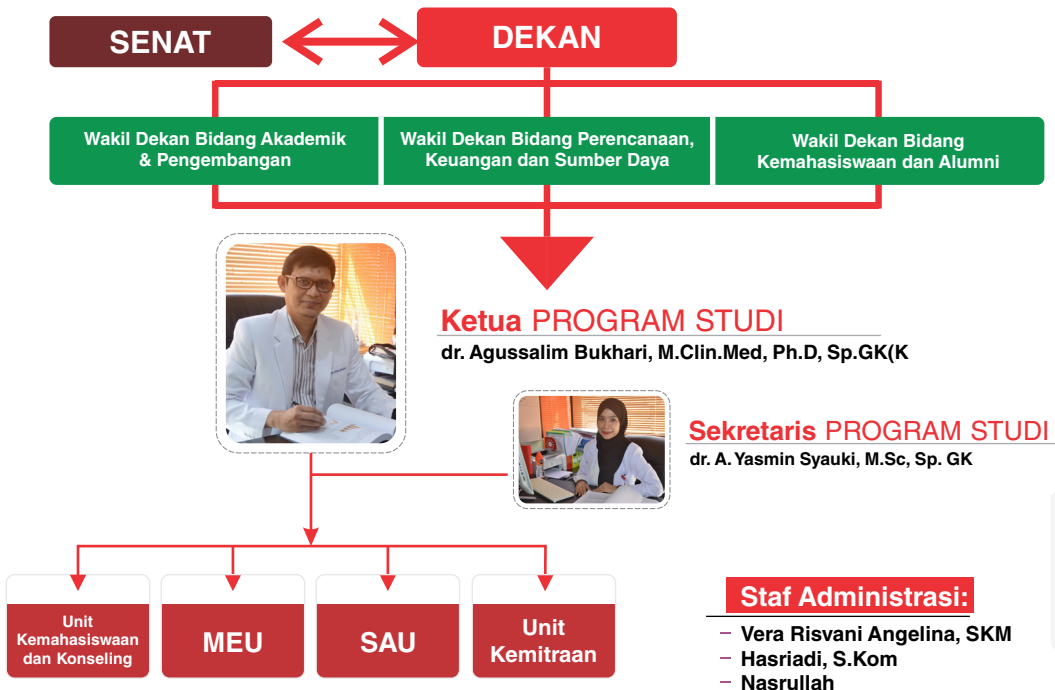 SENAT
DEKAN
Wakil Dekan Bidang Akademik
& Pengembangan
Wakil Dekan Bidang Perencanaan,
Keuangan dan Sumber Daya
Wakil Dekan Bidang
Kemahasiswaan dan Alumni
Ketua PROGRAM STUDI
dr. Agussalim Bukhari, M.Clin.Med, Ph.D, Sp.GK(K
Sekretaris PROGRAM STUDI
dr. A. Yasmin Syauki, M.Sc, Sp. GK
Unit
Kemahasiswaan
dan Konseling
MEU
SAU
Unit
Kemitraan
Staf Administrasi:
– Vera Risvani Angelina, SKM
– Hasriadi, S.Kom
– Nasrullah